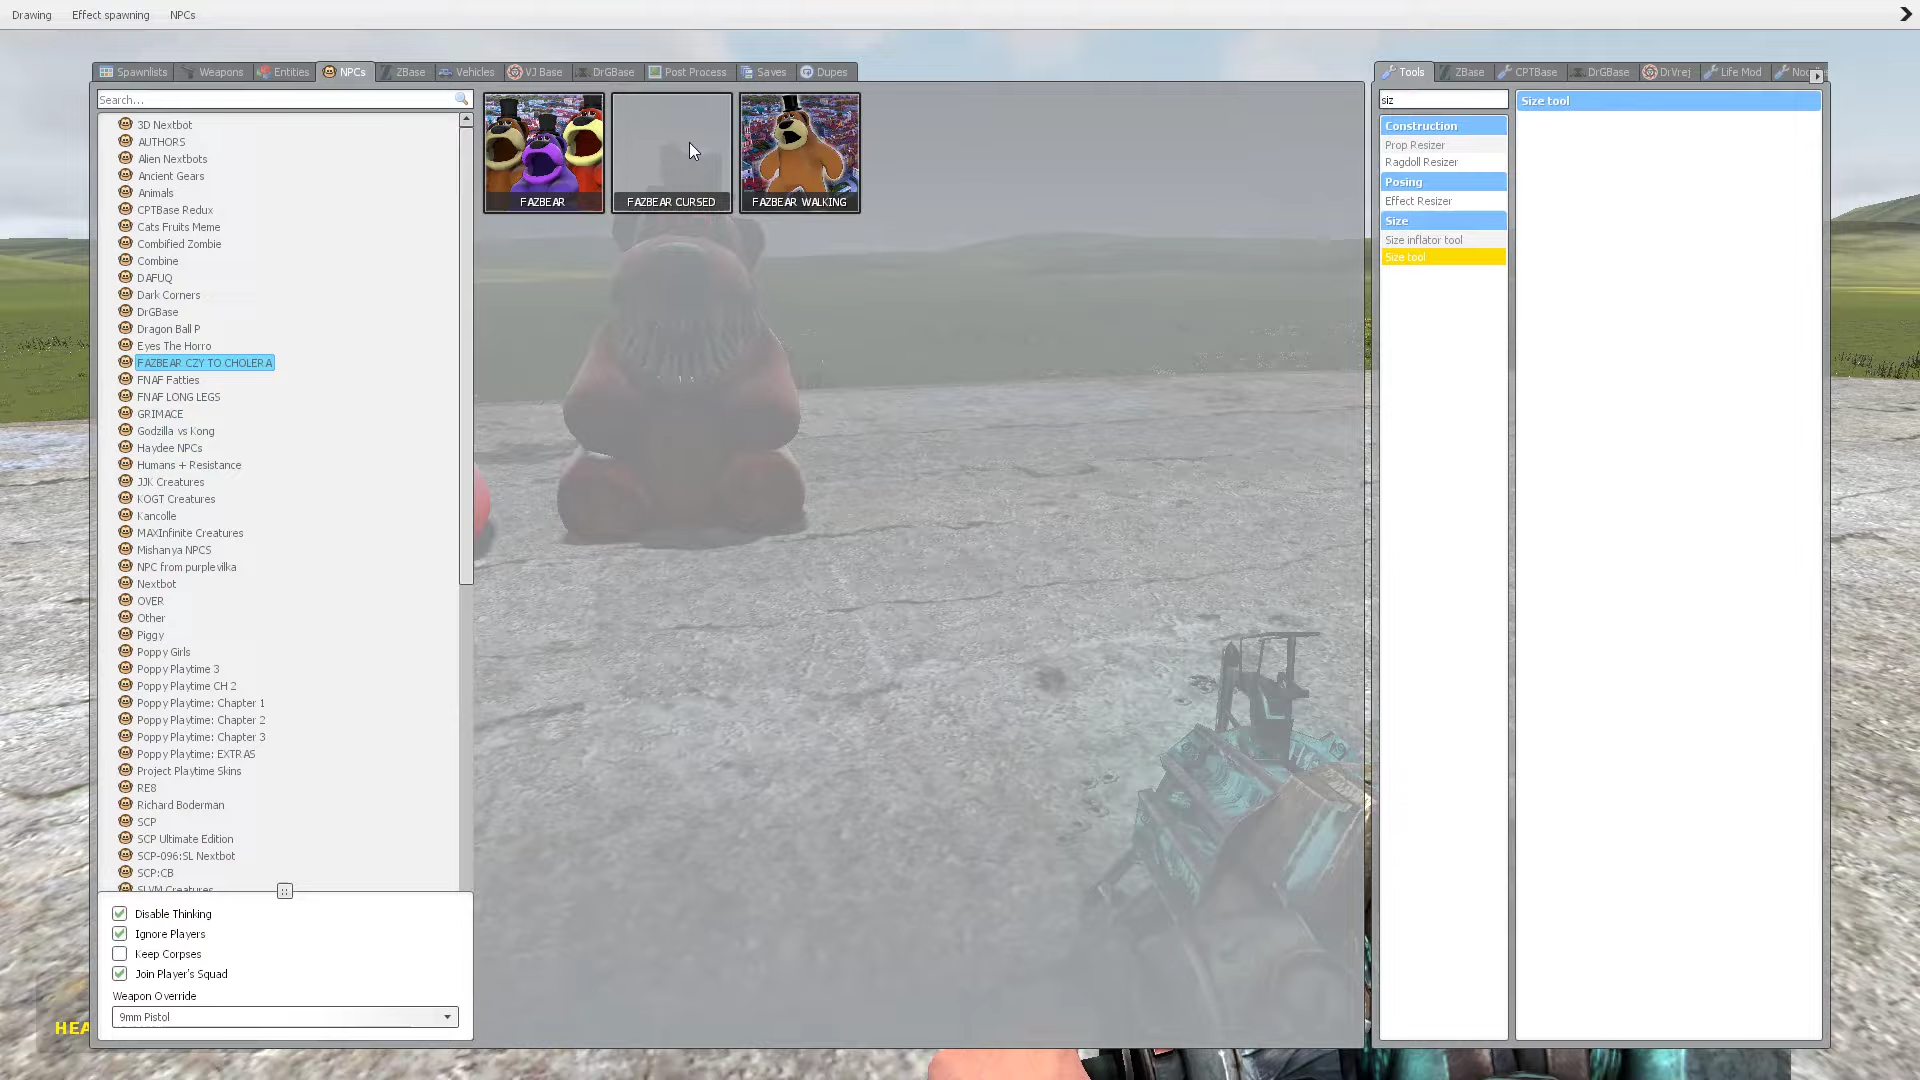 Drawing
Effect spawning
NPCs
Spawnlists
Weapons
Entities
NPCs
ZBase
Vehicles
VJ Base
DrGBase
Post Process
Saves
Dupes
Search...
3D Nextbot
AUTHORS
Alien Nextbots
Ancient Gears
Animals
CPTBase Redux
Cats Fruits Meme
Combified Zombie
Combine
DAFUQ
Dark Corners
DrGBase
Dragon Ball P
Eyes The Horro
FAZBEAR CZY TO CHOLERA
FNAF Fatties
FNAF LONG LEGS
GRIMACE
Godzilla vs Kong
Haydee NPCs
Humans + Resistance
JJK Creatures
KOGT Creatures
Kancolle
MAXInfinite Creatures
Mishanya NPCS
NPC from purplevilka
Nextbot
OVER
Other
Piggy
Poppy Girls
Poppy Playtime 3
Poppy Playtime CH 2
Poppy Playtime: Chapter 1
Poppy Playtime: Chapter 2
Poppy Playtime: Chapter 3
Poppy Playtime: EXTRAS
Project Playtime Skins
RE8
Richard Boderman
SCP
SCP Ultimate Edition
SCP-096:SL Nextbot
SCP:CB
SLVM Creatures
Disable Thinking
Ignore Players
Keep Corpses
Join Player's Squad
Weapon Override
9mm Pistol
HEA
FAZBEAR
FAZBEAR CURSED
FAZBEAR WALKING
Tools
ZBase
CPTBase
DrGBase
DrVrej
Life Mod
siz
Construction
Prop Resizer
Ragdoll Resizer
Posing
Effect Resizer
Size
Size inflator tool
Size tool
Size tool